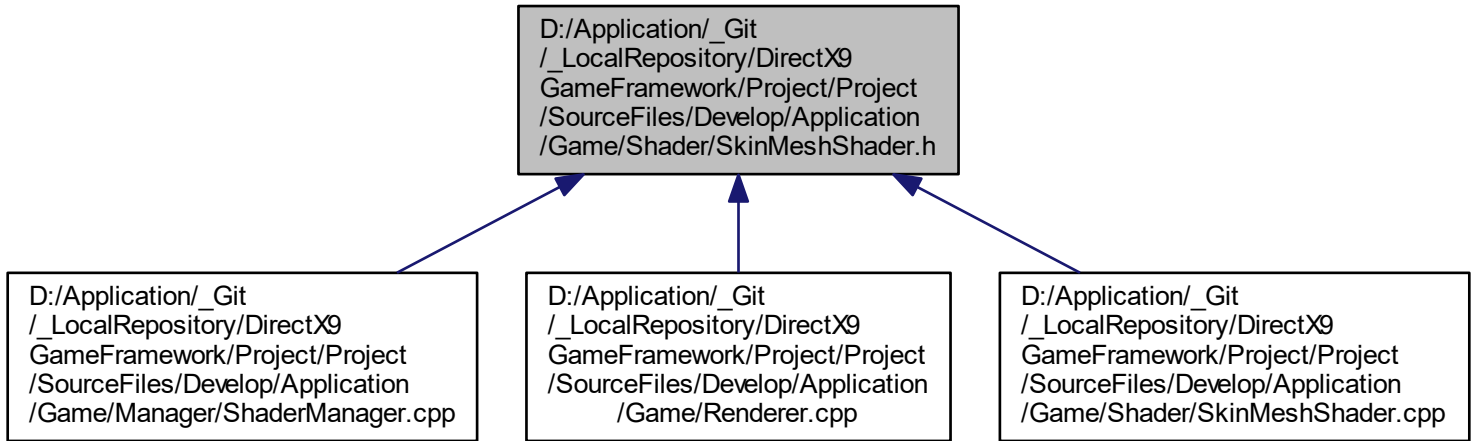 D:/Application/_Git
/_LocalRepository/DirectX9
GameFramework/Project/Project
/SourceFiles/Develop/Application
/Game/Shader/SkinMeshShader.h
D:/Application/_Git
/_LocalRepository/DirectX9
GameFramework/Project/Project
/SourceFiles/Develop/Application
/Game/Manager/ShaderManager.cpp
D:/Application/_Git
/_LocalRepository/DirectX9
GameFramework/Project/Project
/SourceFiles/Develop/Application
/Game/Renderer.cpp
D:/Application/_Git
/_LocalRepository/DirectX9
GameFramework/Project/Project
/SourceFiles/Develop/Application
/Game/Shader/SkinMeshShader.cpp